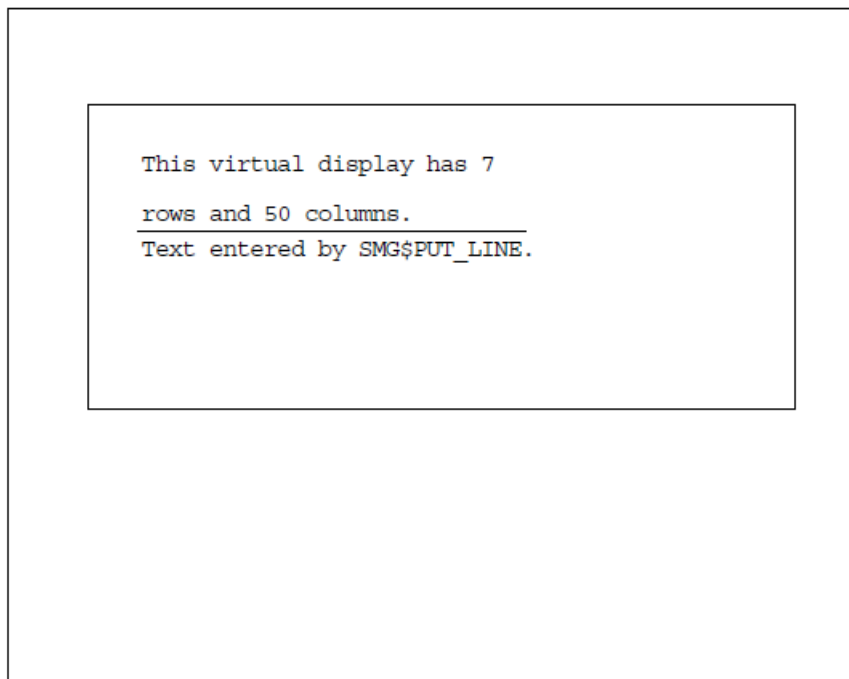 This virtual display has 7
rows and 50 columns.
Text entered by SMG$PUT_LINE.